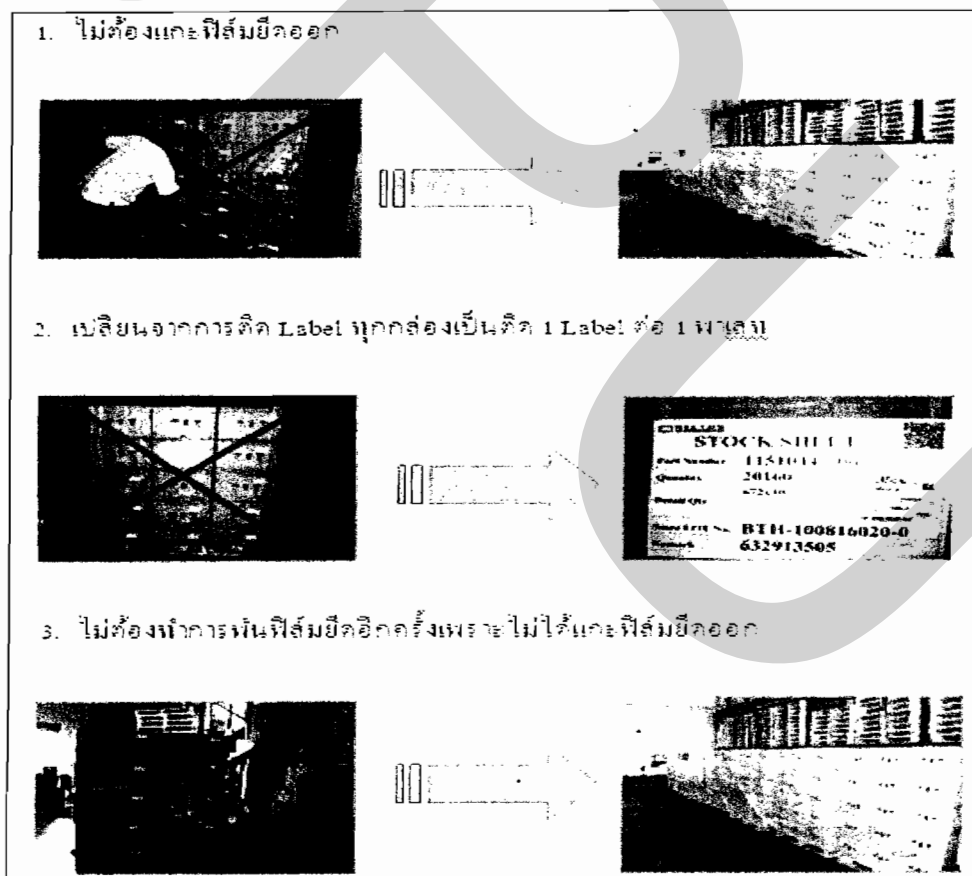 1. ไม่ต้องแกะฟิล์มยืดออก
2. เปลี่ยนจากการติด Label ทุกกล่องเป็นติด 1 Label ต่อ 1 พาเลท
STOCK SHEET
Part Number
Quantity 20160
BTH-100816020-0
632913505
3. ไม่ต้องทำการพันฟิล์มยืดอีกครั้งเพราะไม่ได้แกะฟิล์มยืดออก